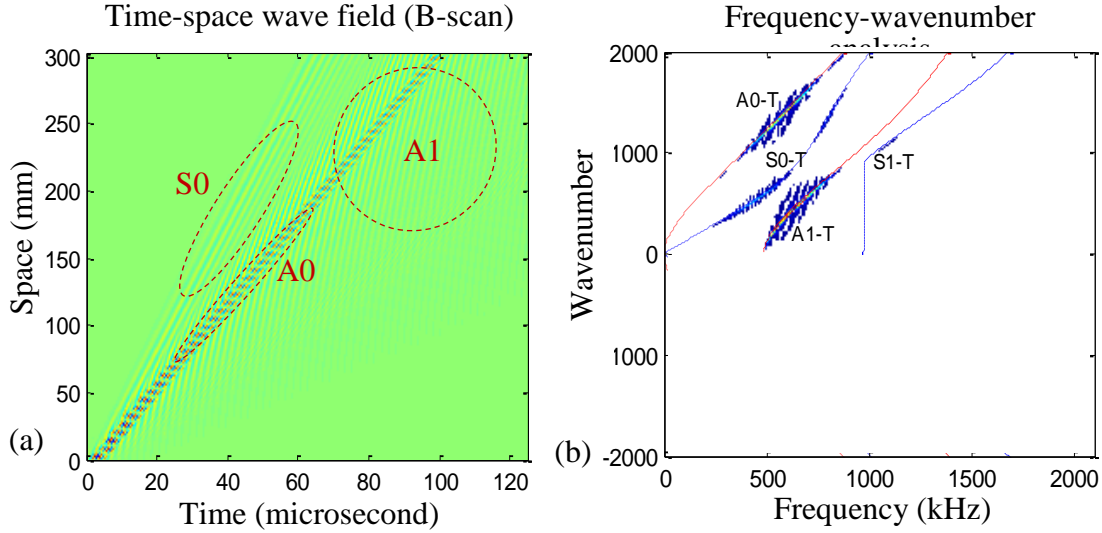 Time-space wave field (B-scan)
300
250
200
150
100
50
0
Space (mm)
S0
A1
A0
(a)
0
20
40
60
80
100
120
Time (microsecond)
Frequency-wavenumber
analysis
2000
1000
0
1000
-2000
Wavenumber
A0-T
S0-T
S1-T
A1-T
(b)
0
500
1000
1500
2000
Frequency (kHz)